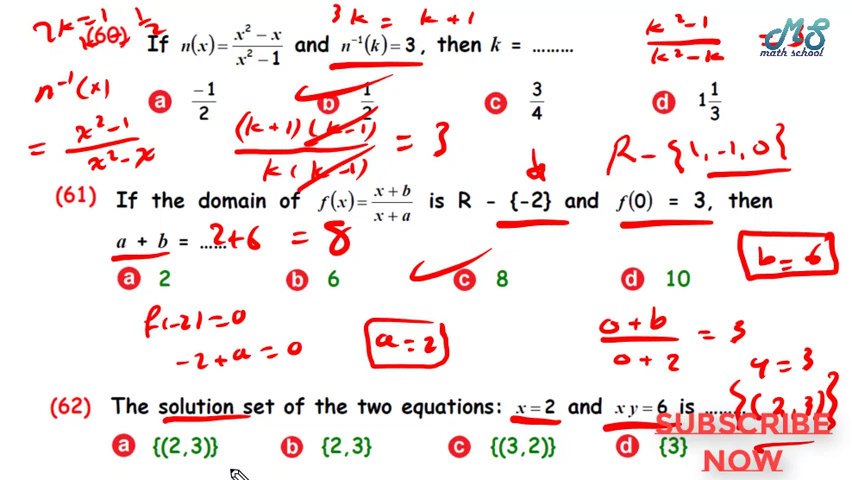 2k = 1 1/2 3k = k + 1
(60) If n(x) = (x² − x)/(x² − 1) and n⁻¹(k) = 3, then k = ......... (k² − 1)/(k² − k) = 3
MS math school
n⁻¹(x)
a −1/2 b 1/2 c 3/4 d 1 1/3
= (x² − 1)/(x² − x) (k+1)(k−1)/k(k−1) = 3 R − {1, −1, 0}
(61) If the domain of f(x) = (x + b)/(x + a) is R - {-2} and f(0) = 3, then
a + b = ...... 2+6 = 8
a 2 b 6 c 8 d 10 b = 6
f(-2) = 0
-2 + a = 0 a = 2 (0 + b)/(0 + 2) = 3
y = 3
(62) The solution set of the two equations: x = 2 and xy = 6 is ......... {(2, 3)}
SUBSCRIBE
a {(2,3)} b {2,3} c {(3,2)} d {3}
NOW